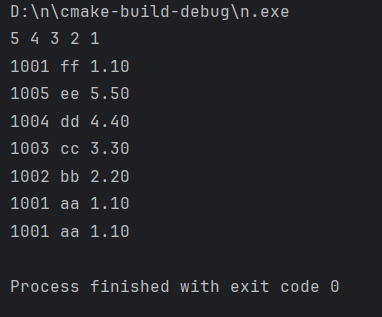 D:\n\cmake-build-debug\n.exe
5 4 3 2 1
1001 ff 1.10
1005 ee 5.50
1004 dd 4.40
1003 cc 3.30
1002 bb 2.20
1001 aa 1.10
1001 aa 1.10
Process finished with exit code 0